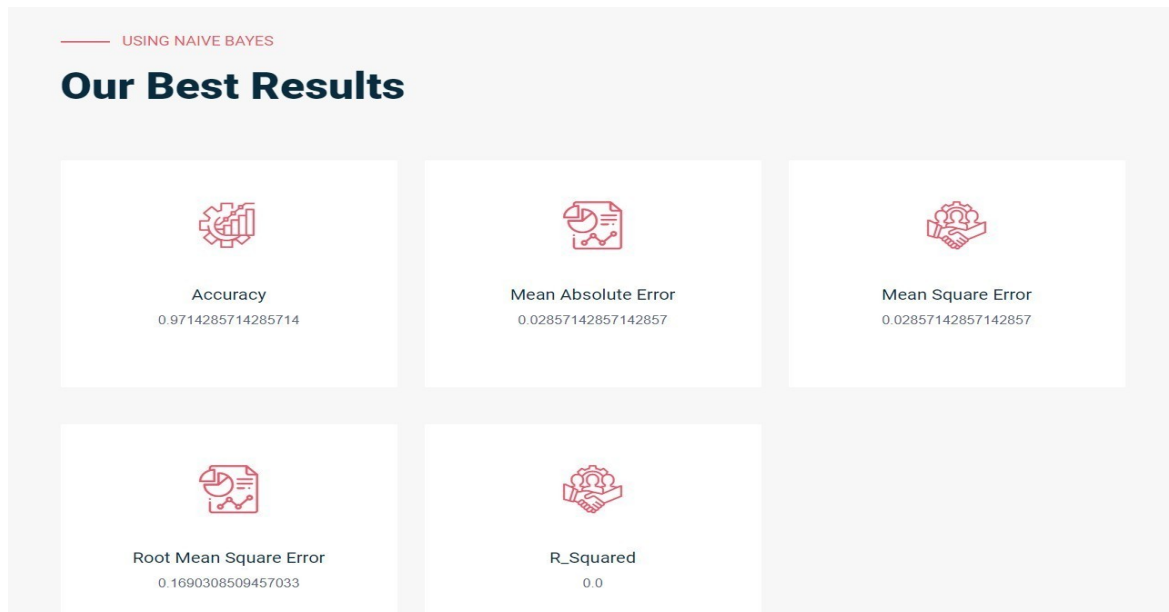 USING NAIVE BAYES
Our Best Results
Accuracy
0.9714285714285714
Mean Absolute Error
0.02857142857142857
Mean Square Error
0.02857142857142857
Root Mean Square Error
0.1690308509457033
R_Squared
0.0